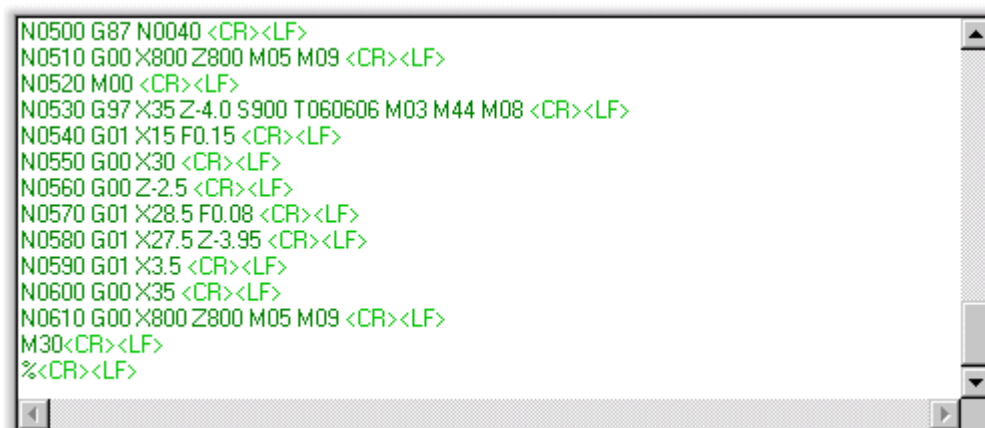 N0500 G87 N0040 <CR><LF>
N0510 G00 X800 Z800 M05 M09 <CR><LF>
N0520 M00 <CR><LF>
N0530 G97 X35 Z-4.0 S900 T060606 M03 M44 M08 <CR><LF>
N0540 G01 X15 F0.15 <CR><LF>
N0550 G00 X30 <CR><LF>
N0560 G00 Z-2.5 <CR><LF>
N0570 G01 X28.5 F0.08 <CR><LF>
N0580 G01 X27.5 Z-3.95 <CR><LF>
N0590 G01 X3.5 <CR><LF>
N0600 G00 X35 <CR><LF>
N0610 G00 X800 Z800 M05 M09 <CR><LF>
M30<CR><LF>
%<CR><LF>